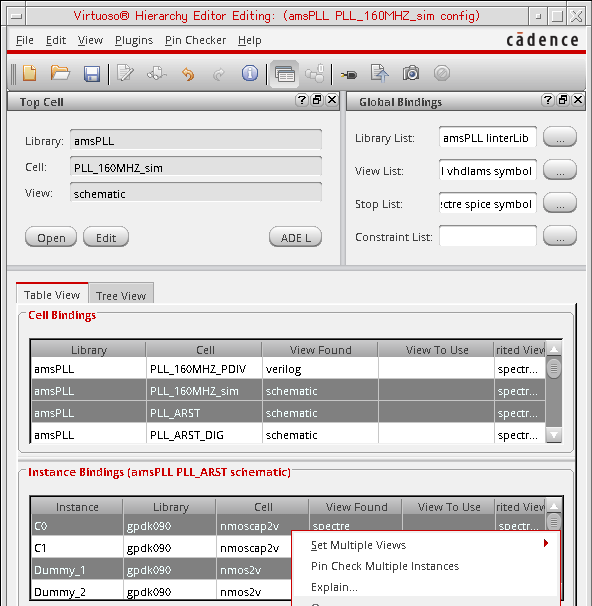 Virtuoso® Hierarchy Editor Editing: (amsPLL PLL_160MHZ_sim config)
File Edit View Plugins Pin Checker Help cādence
Top Cell
Library: amsPLL
Cell: PLL_160MHZ_sim
View: schematic
Open Edit ADE L
Global Bindings
Library List: amsPLL linterLib ...
View List: l vhdlams symbol ...
Stop List: ectre spice symbol ...
Constraint List: ...
Table View Tree View
Cell Bindings
Library Cell View Found View To Use rited View
amsPLL PLL_160MHZ_PDIV verilog spectr...
amsPLL PLL_160MHZ_sim schematic spectr...
amsPLL PLL_ARST schematic spectr...
amsPLL PLL_ARST_DIG schematic spectr...
Instance Bindings (amsPLL PLL_ARST schematic)
Instance Library Cell View Found View To Use rited View
C0 gpdk090 nmoscap2v spectre spectr...
C1 gpdk090 nmoscap2v
Dummy_1 gpdk090 nmos2v
Dummy_2 gpdk090 nmos2v
Set Multiple Views
Pin Check Multiple Instances
Explain...